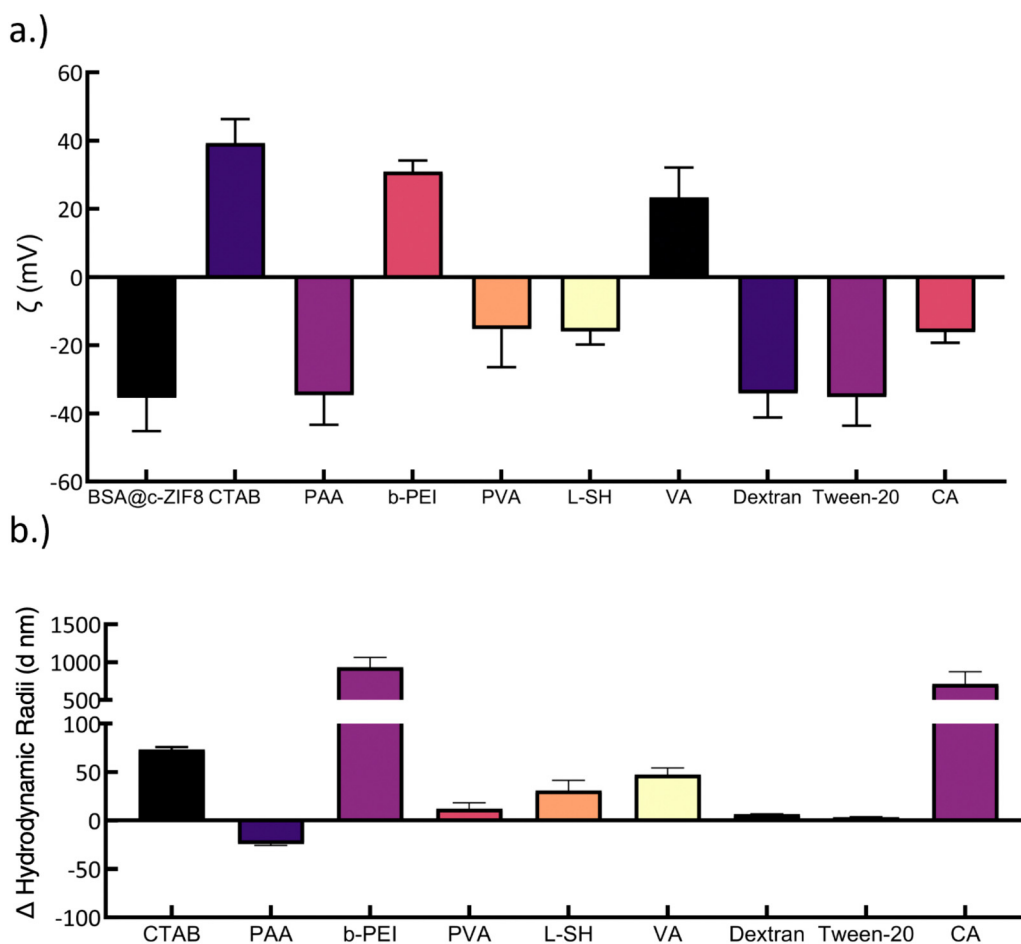 a.)
60
40
20
0
-20
-40
-60
ζ (mV)
BSA@c-ZIF8 CTAB PAA b-PEI PVA L-SH VA Dextran Tween-20 CA
b.)
1500
1000
500
100
50
0
-50
-100
Δ Hydrodynamic Radii (d nm)
CTAB PAA b-PEI PVA L-SH VA Dextran Tween-20 CA